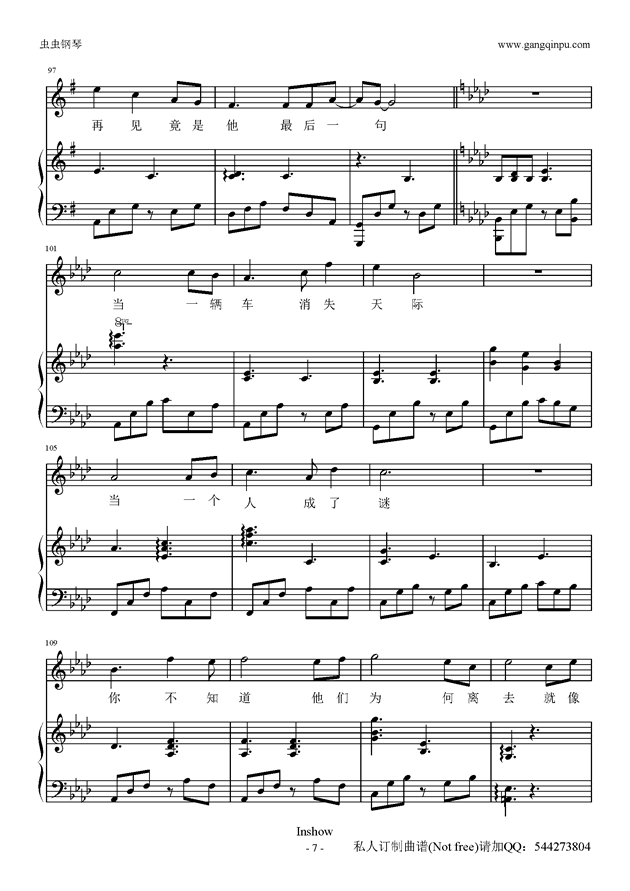 虫虫钢琴 www.gangqinpu.com
97
再见竟是他最后一句
101
当一辆车消失天际
8va
105
当一个人成了谜
109
你不知道他们为何离去就像
Inshow
- 7 - 私人订制曲谱(Not free)请加QQ：544273804